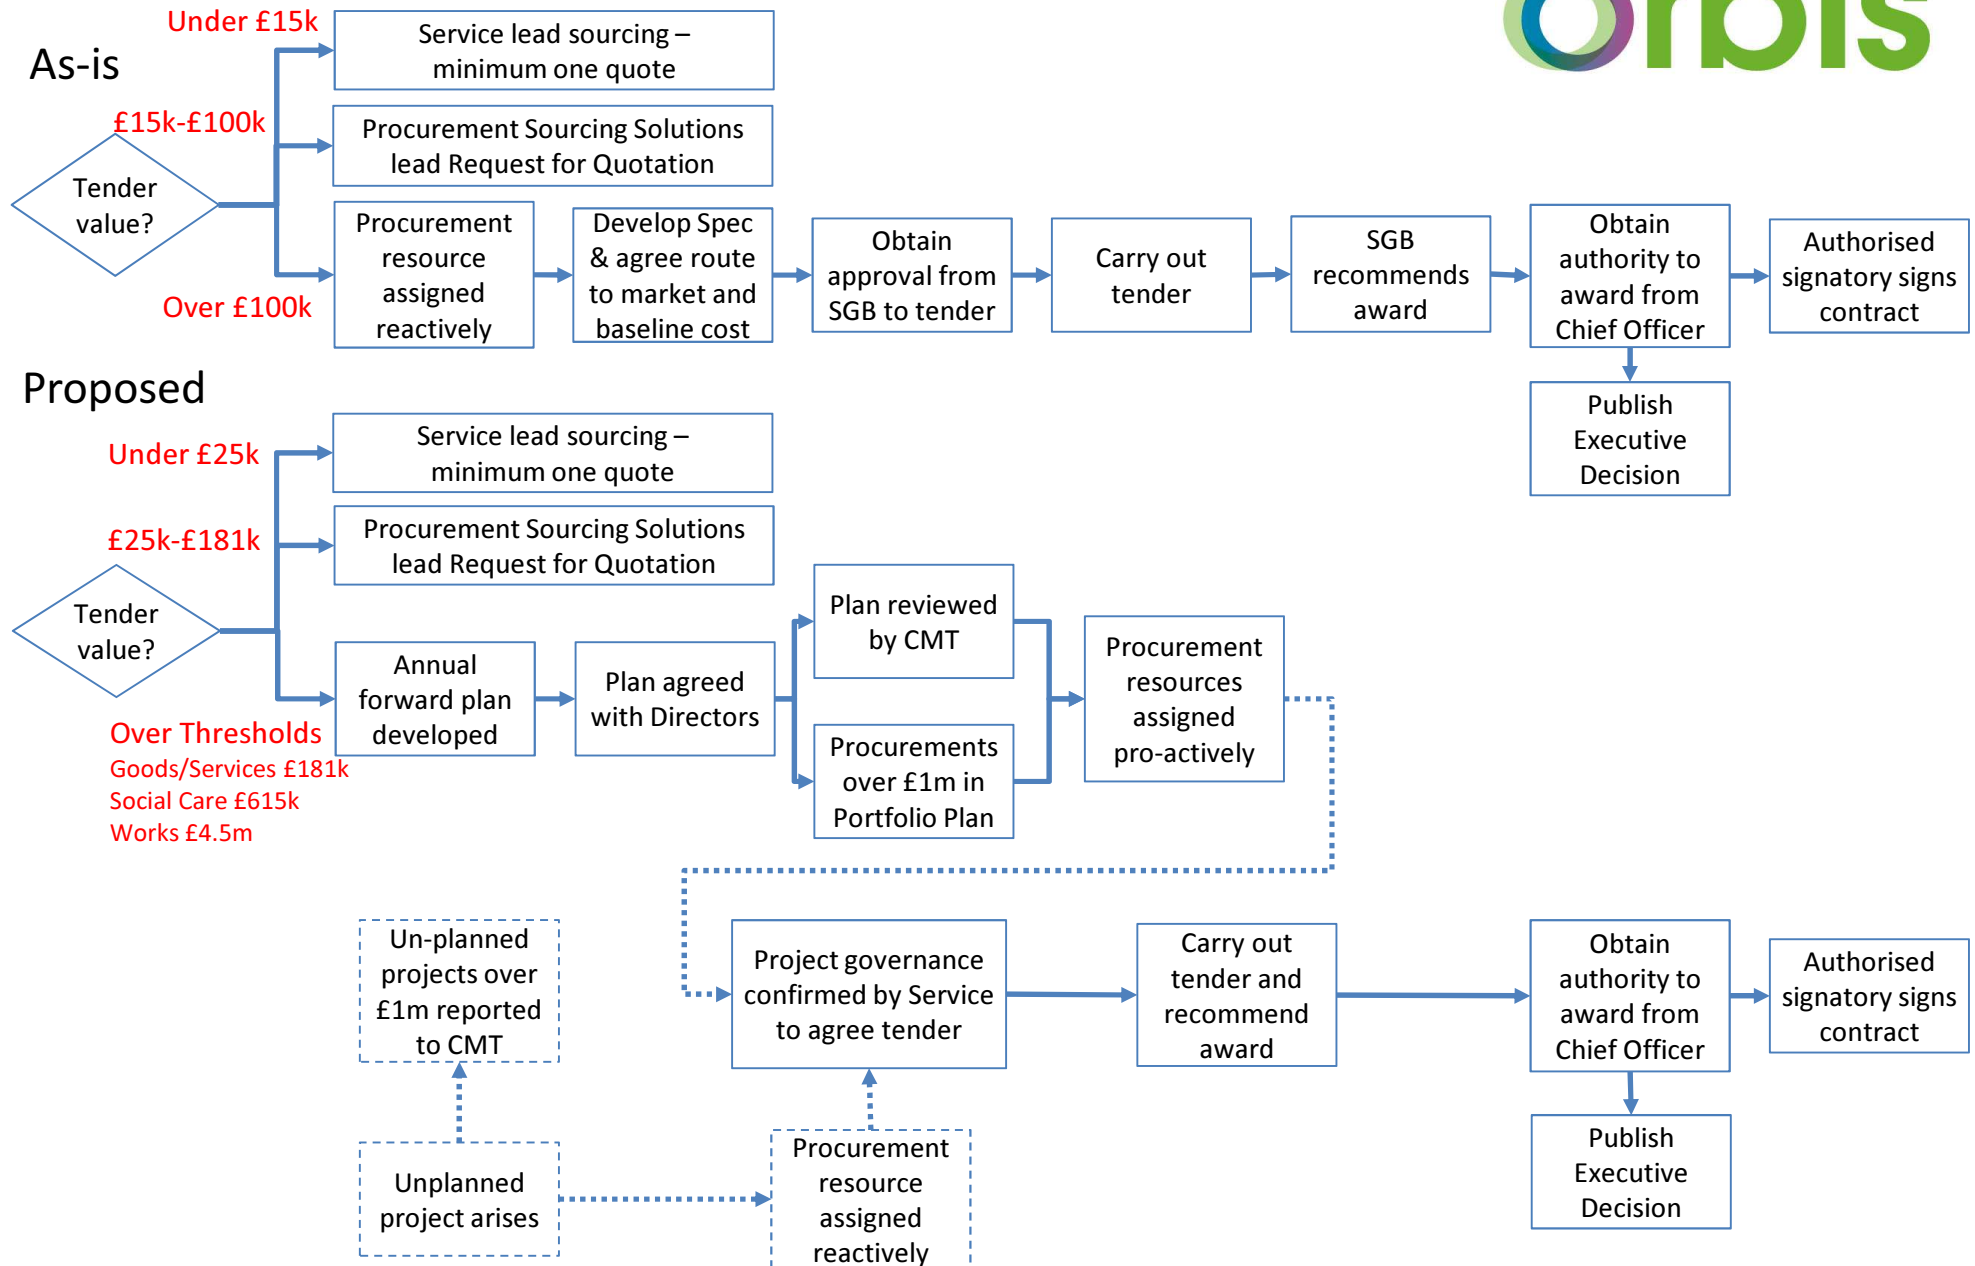 orbis
As-is
Under £15k
Service lead sourcing –
minimum one quote
£15k-£100k
Procurement Sourcing Solutions
lead Request for Quotation
Tender
value?
Over £100k
Procurement
resource
assigned
reactively
Develop Spec
& agree route
to market and
baseline cost
Obtain
approval from
SGB to tender
Carry out
tender
SGB
recommends
award
Obtain
authority to
award from
Chief Officer
Authorised
signatory signs
contract
Publish
Executive
Decision
Proposed
Under £25k
Service lead sourcing –
minimum one quote
£25k-£181k
Procurement Sourcing Solutions
lead Request for Quotation
Tender
value?
Over Thresholds
Goods/Services £181k
Social Care £615k
Works £4.5m
Annual
forward plan
developed
Plan agreed
with Directors
Plan reviewed
by CMT
Procurements
over £1m in
Portfolio Plan
Procurement
resources
assigned
pro-actively
Un-planned
projects over
£1m reported
to CMT
Unplanned
project arises
Procurement
resource
assigned
reactively
Project governance
confirmed by Service
to agree tender
Carry out
tender and
recommend
award
Obtain
authority to
award from
Chief Officer
Authorised
signatory signs
contract
Publish
Executive
Decision